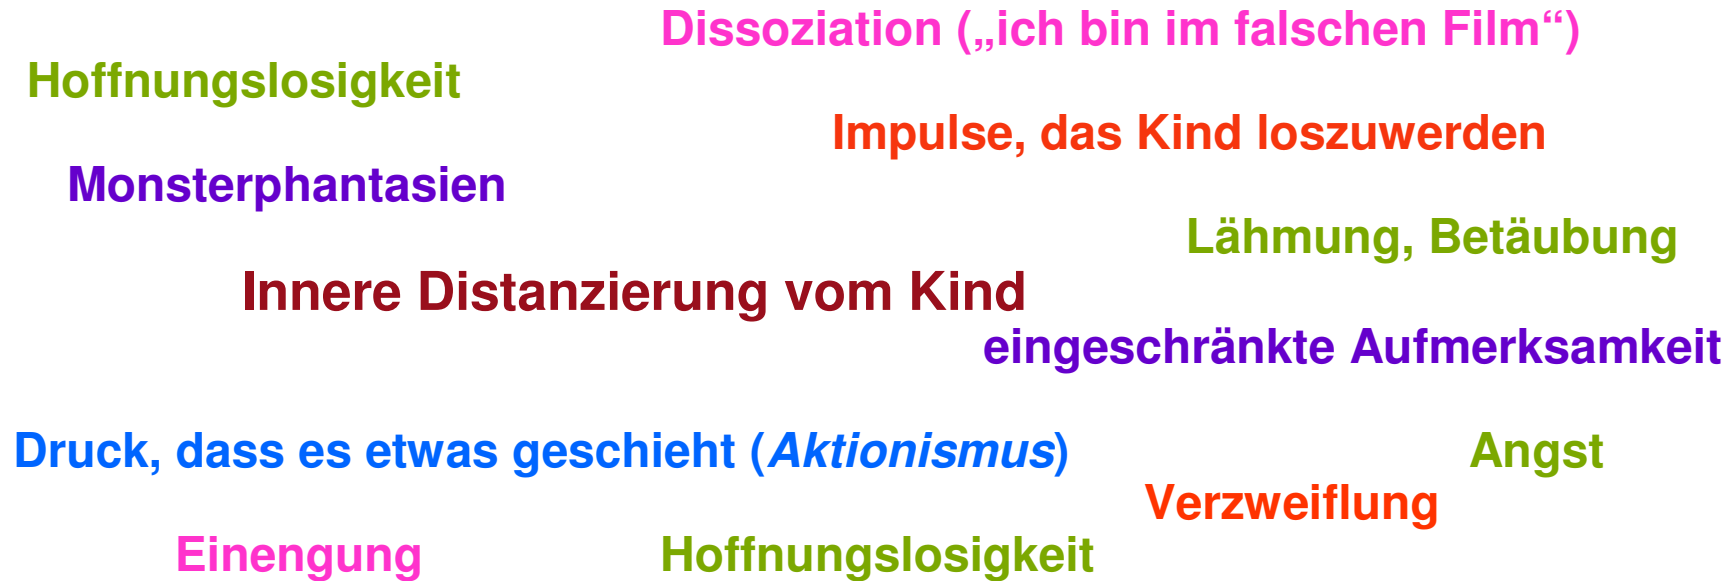 Dissoziation („ich bin im falschen Film“)
Hoffnungslosigkeit
Impulse, das Kind loszuwerden
Monsterphantasien
Lähmung, Betäubung
Innere Distanzierung vom Kind
eingeschränkte Aufmerksamkeit
Druck, dass es etwas geschieht (Aktionismus)
Angst
Verzweiflung
Einengung
Hoffnungslosigkeit